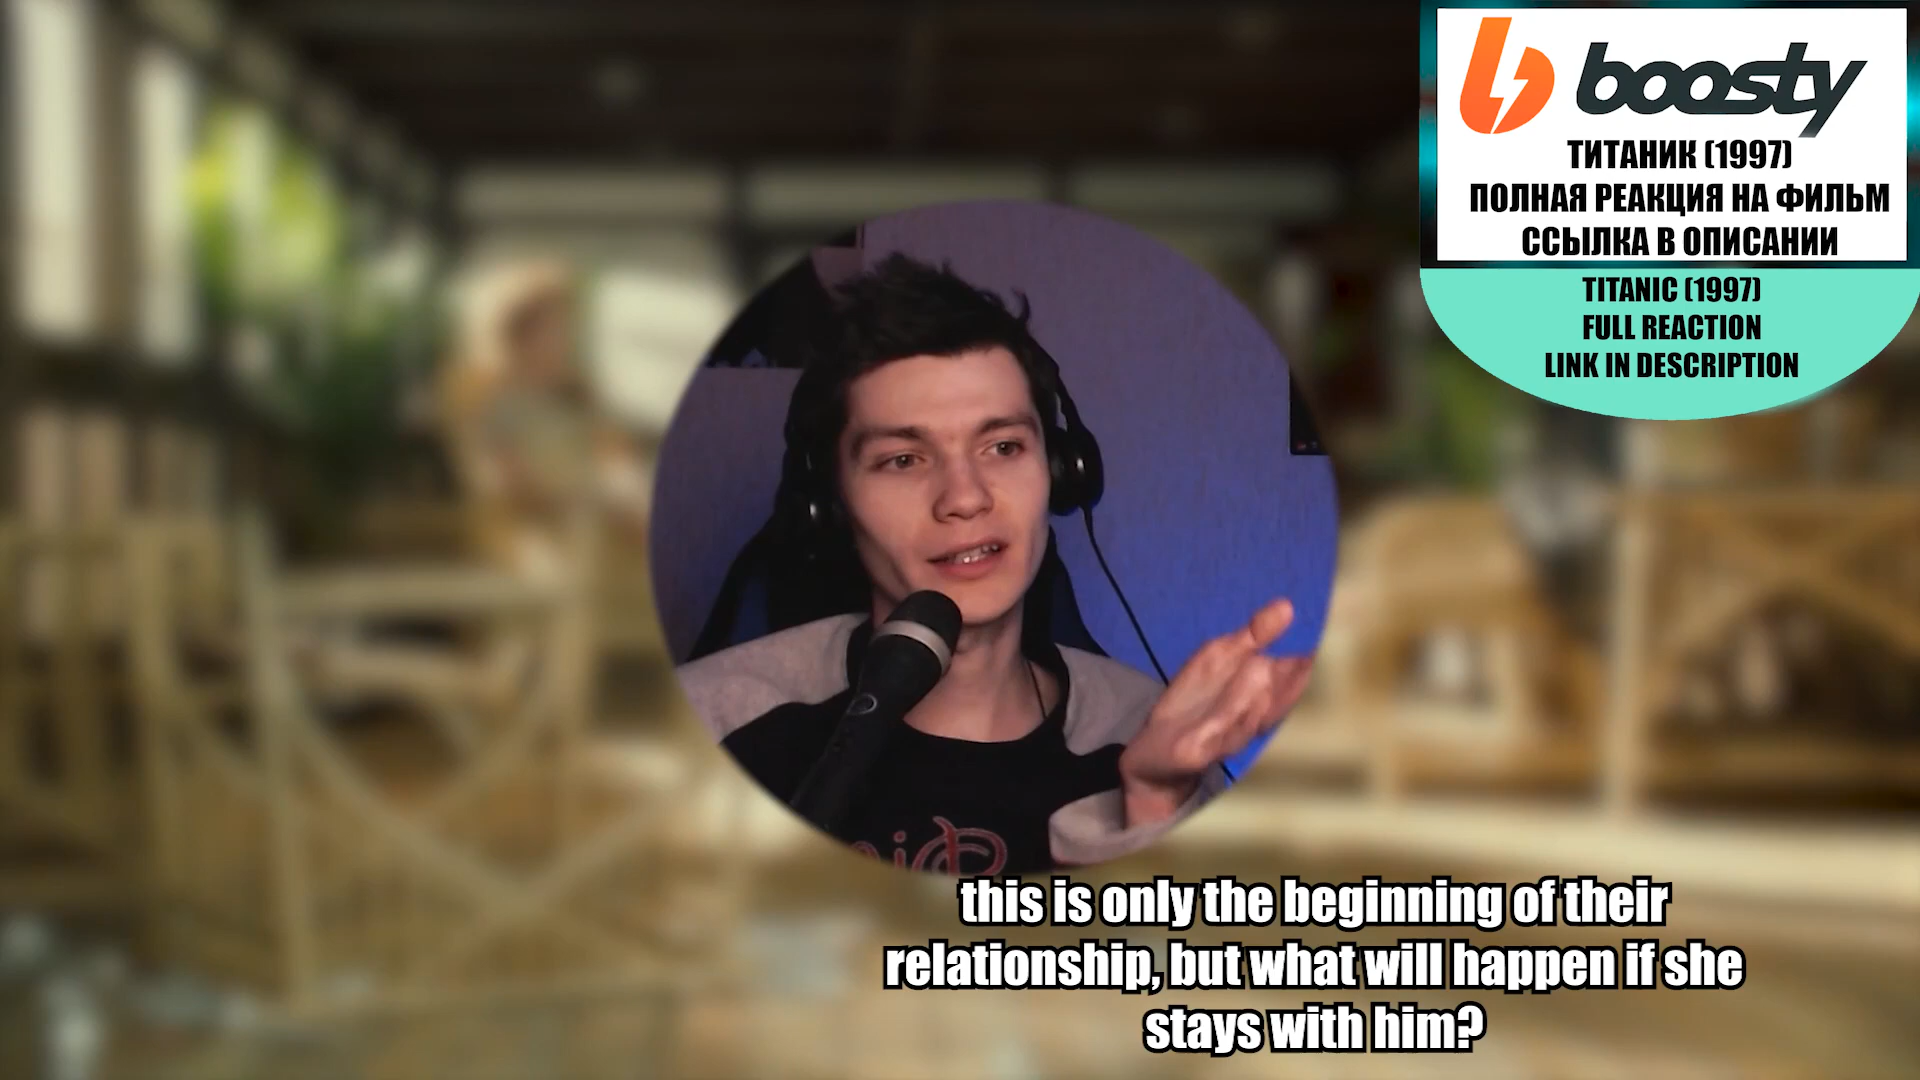 boosty
ТИТАНИК (1997)
ПОЛНАЯ РЕАКЦИЯ НА ФИЛЬМ
ССЫЛКА В ОПИСАНИИ
TITANIC (1997)
FULL REACTION
LINK IN DESCRIPTION
this is only the beginning of their
relationship, but what will happen if she
stays with him?